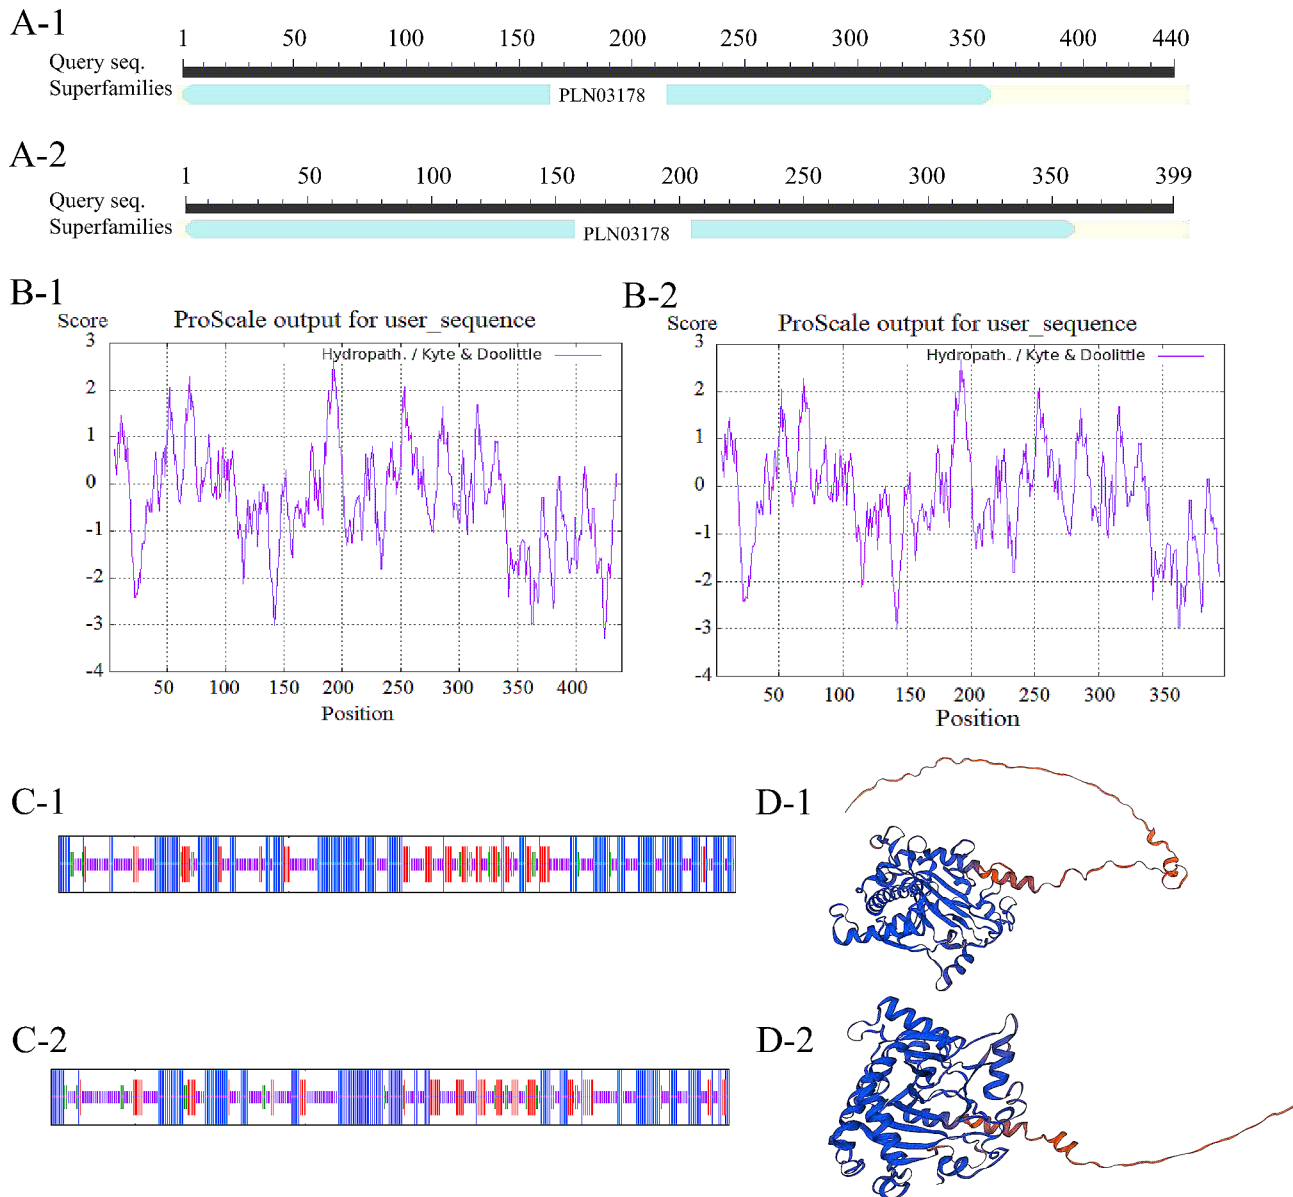 A-1
1 50 100 150 200 250 300 350 400 440
Query seq.
Superfamilies
PLN03178
A-2
1 50 100 150 200 250 300 350 399
Query seq.
Superfamilies
PLN03178
B-1
Score
ProScale output for user_sequence
Hydropath. / Kyte & Doolittle
3
2
1
0
-1
-2
-3
-4
50 100 150 200 250 300 350 400
Position
B-2
Score
ProScale output for user_sequence
Hydropath. / Kyte & Doolittle
3
2
1
0
-1
-2
-3
-4
50 100 150 200 250 300 350
Position
C-1
D-1
C-2
D-2